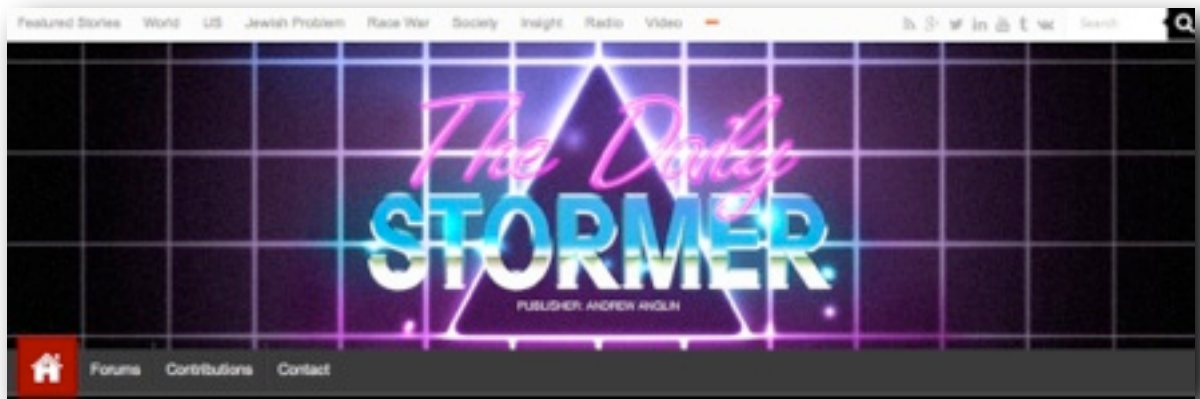 Featured Stories World US Jewish Problem Race War Society Insight Radio Video Search
The Daily
STORMER
PUBLISHER: ANDREW ANGLIN
Forums Contributions Contact